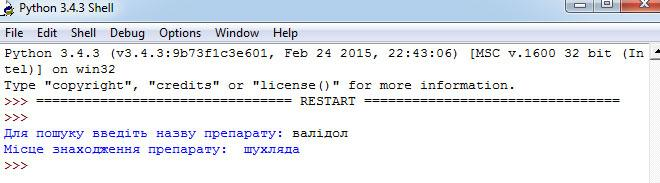 Python 3.4.3 Shell
File Edit Shell Debug Options Window Help
Python 3.4.3 (v3.4.3:9b73f1c3e601, Feb 24 2015, 22:43:06) [MSC v.1600 32 bit (In
tel)] on win32
Type "copyright", "credits" or "license()" for more information.
>>> ================================ RESTART ================================
>>>
Для пошуку введіть назву препарату: валідол
Місце знаходження препарату:  шухляда
>>>